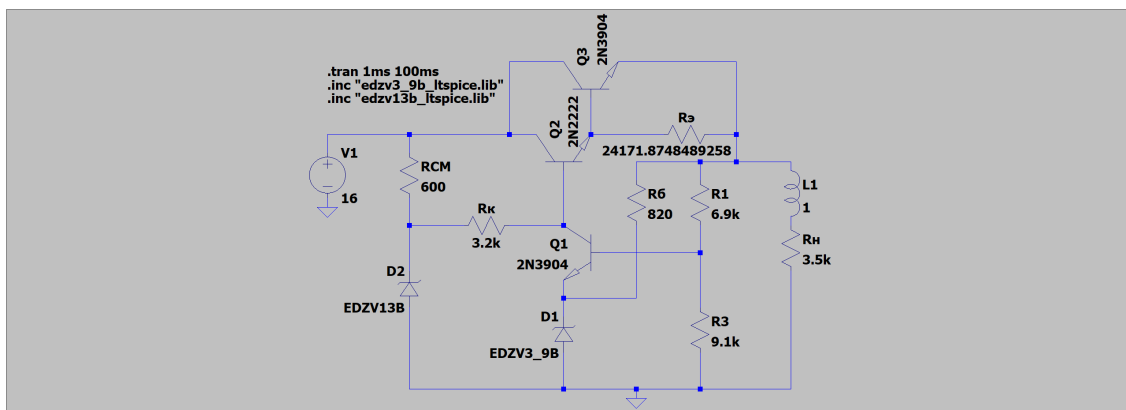 Q3
2N3904
.tran 1ms 100ms
.inc "edzv3_9b_ltspice.lib"
.inc "edzv13b_ltspice.lib"
Q2
2N2222
Rэ
24171.8748489258
V1
16
RCM
600
Rб
820
R1
6.9k
L1
1
Rк
3.2k
Q1
2N3904
Rн
3.5k
D2
EDZV13B
D1
EDZV3_9B
R3
9.1k